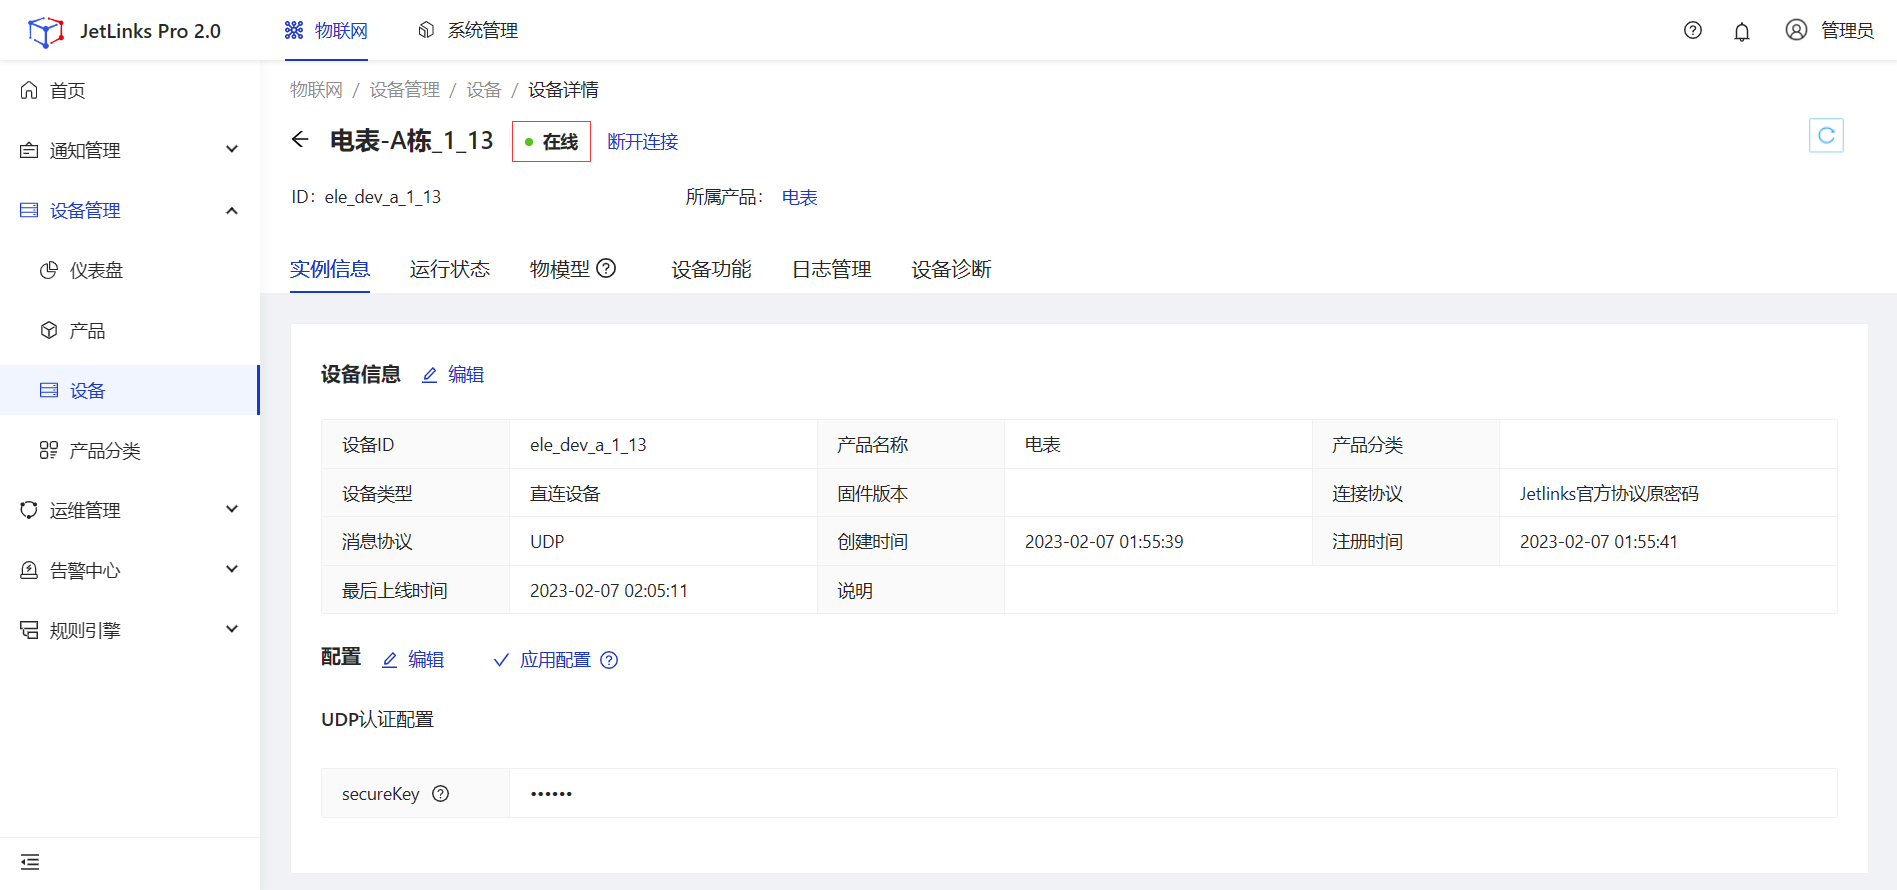 JetLinks Pro 2.0 物联网 系统管理 管理员
首页
通知管理
设备管理
仪表盘
产品
设备
产品分类
运维管理
告警中心
规则引擎
物联网 / 设备管理 / 设备 / 设备详情
电表-A栋_1_13 在线 断开连接
ID: ele_dev_a_1_13 所属产品: 电表
实例信息 运行状态 物模型 设备功能 日志管理 设备诊断
设备信息 编辑
设备ID ele_dev_a_1_13 产品名称 电表 产品分类
设备类型 直连设备 固件版本 连接协议 Jetlinks官方协议原密码
消息协议 UDP 创建时间 2023-02-07 01:55:39 注册时间 2023-02-07 01:55:41
最后上线时间 2023-02-07 02:05:11 说明
配置 编辑 应用配置
UDP认证配置
secureKey ••••••